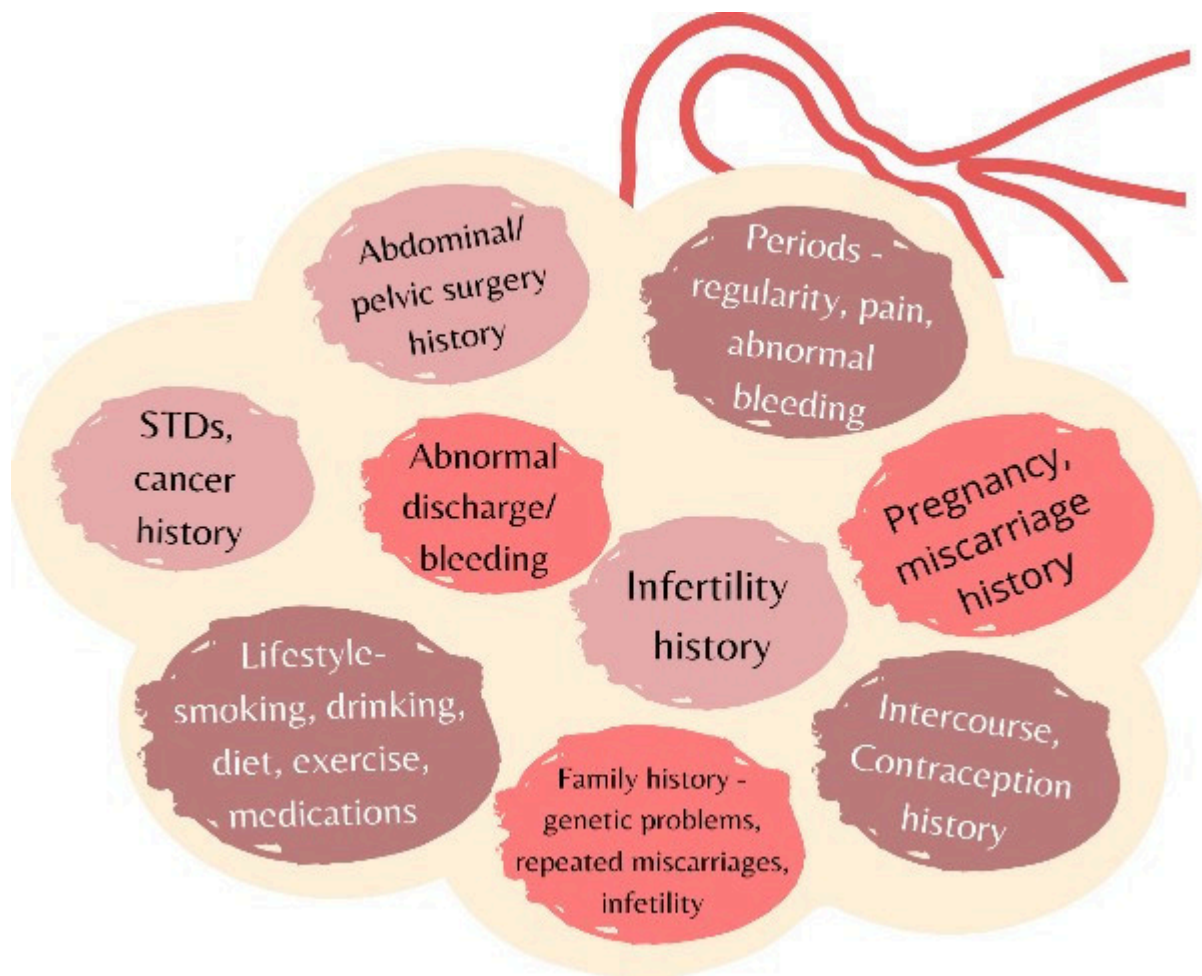 Abdominal/
pelvic surgery
history
Periods -
regularity, pain,
abnormal
bleeding
STDs,
cancer
history
Abnormal
discharge/
bleeding
Pregnancy,
miscarriage
history
Infertility
history
Lifestyle-
smoking, drinking,
diet, exercise,
medications
Family history -
genetic problems,
repeated miscarriages,
infetility
Intercourse,
Contraception
history